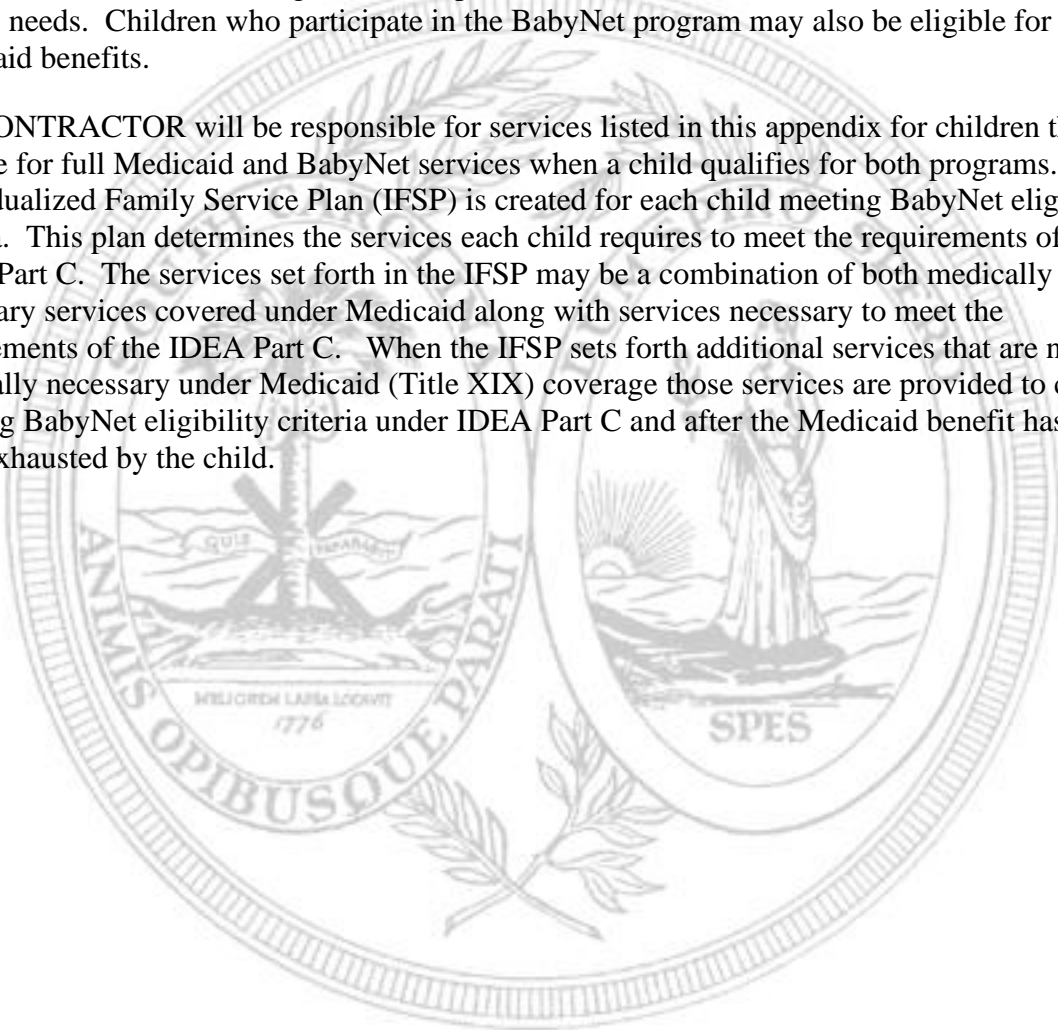 needs. Children who participate in the BabyNet program may also be eligible for
aid benefits.
ONTRACTOR will be responsible for services listed in this appendix for children th
e for full Medicaid and BabyNet services when a child qualifies for both programs.
dualized Family Service Plan (IFSP) is created for each child meeting BabyNet elig
a. This plan determines the services each child requires to meet the requirements of
Part C. The services set forth in the IFSP may be a combination of both medically
ary services covered under Medicaid along with services necessary to meet the
ements of the IDEA Part C. When the IFSP sets forth additional services that are n
ally necessary under Medicaid (Title XIX) coverage those services are provided to c
g BabyNet eligibility criteria under IDEA Part C and after the Medicaid benefit has
xhausted by the child.
QUIS
1776
ANIMIS OPIBUSQUE PARATI
SPES